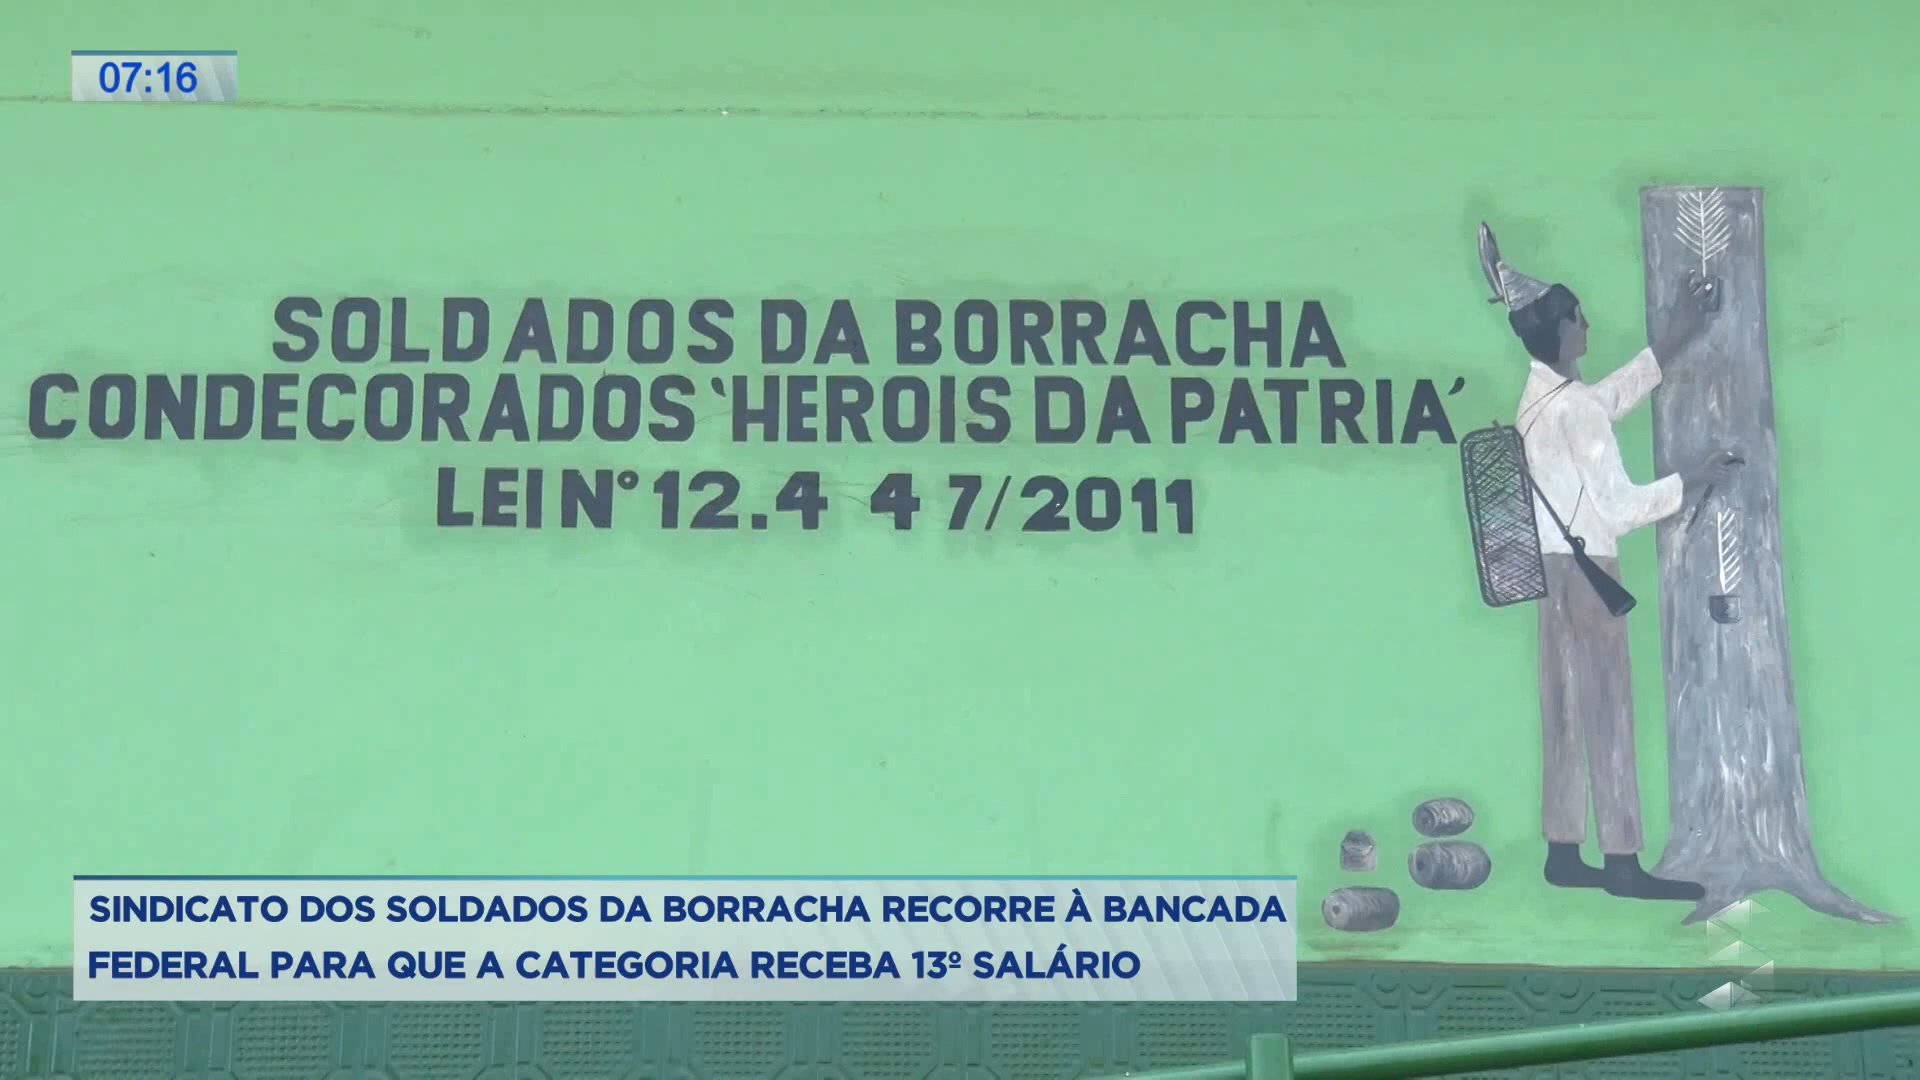 07:16
SOLDADOS DA BORRACHA
CONDECORADOS 'HEROIS DA PATRIA'
LEI N° 12.4 4 7/2011
SINDICATO DOS SOLDADOS DA BORRACHA RECORRE À BANCADA
FEDERAL PARA QUE A CATEGORIA RECEBA 13º SALÁRIO